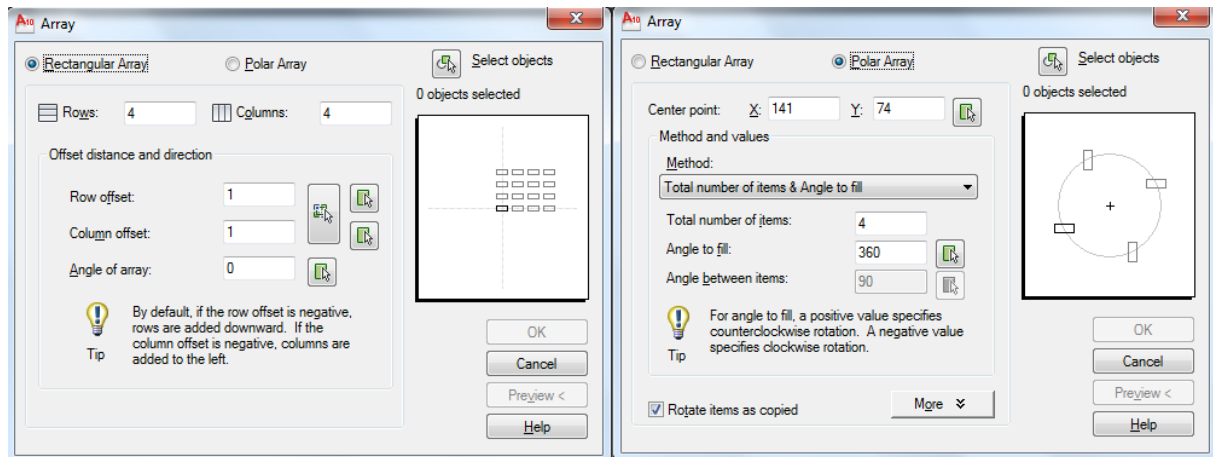 A10 Array
Rectangular Array
Polar Array
Select objects
0 objects selected
Rows: 4
Columns: 4
Offset distance and direction
Row offset: 1
Column offset: 1
Angle of array: 0
By default, if the row offset is negative,
rows are added downward. If the
column offset is negative, columns are
added to the left.
Tip
OK
Cancel
Preview <
Help
A10 Array
Rectangular Array
Polar Array
Select objects
0 objects selected
Center point: X: 141 Y: 74
Method and values
Method:
Total number of items & Angle to fill
Total number of items: 4
Angle to fill: 360
Angle between items: 90
For angle to fill, a positive value specifies
counterclockwise rotation. A negative value
specifies clockwise rotation.
Tip
Rotate items as copied
More
OK
Cancel
Preview <
Help